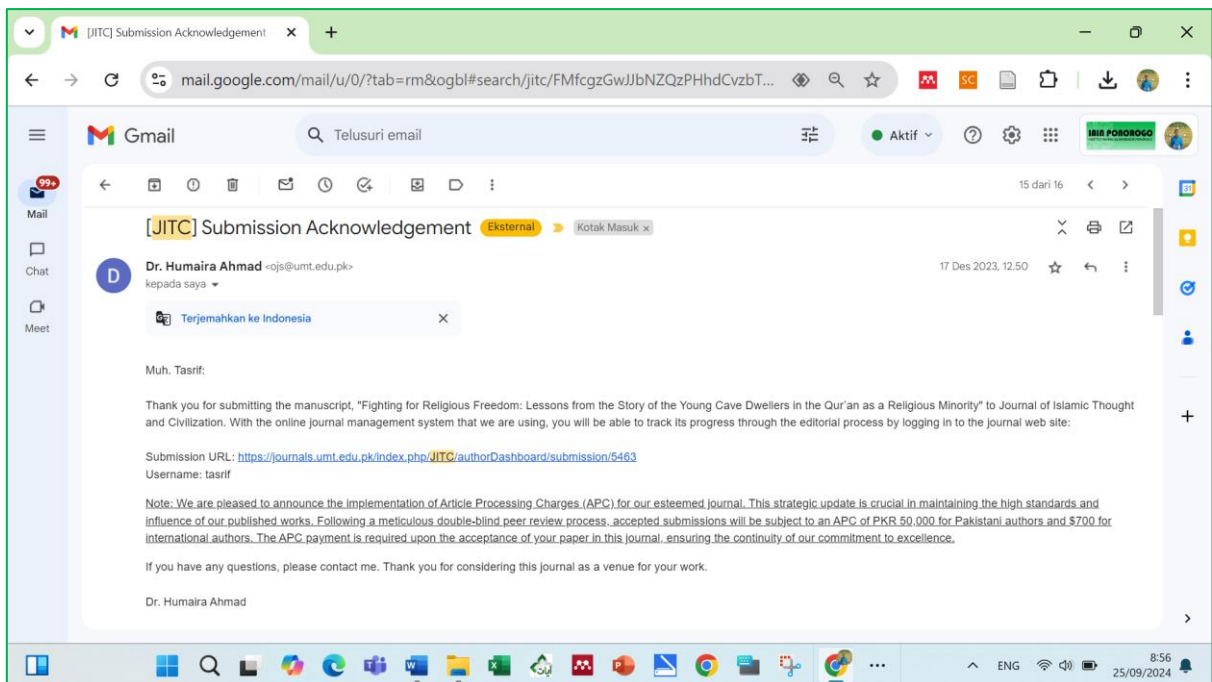 [JITC] Submission Acknowledgement
mail.google.com/mail/u/0/?tab=rm&ogbl#search/jitc/FMfcgzGwJJbNZQzPHhdCvzbT...
SC
Gmail
Telusuri email
Aktif
IAIN PONOROGO
99+
15 dari 16
31
Mail
[JITC] Submission Acknowledgement Eksternal Kotak Masuk x
Chat
D
Dr. Humaira Ahmad <ojs@umt.edu.pk>
17 Des 2023, 12.50
kepada saya
Meet
Terjemahkan ke Indonesia
Muh. Tasrif:
Thank you for submitting the manuscript, "Fighting for Religious Freedom: Lessons from the Story of the Young Cave Dwellers in the Qur'an as a Religious Minority" to Journal of Islamic Thought
and Civilization. With the online journal management system that we are using, you will be able to track its progress through the editorial process by logging in to the journal web site:
Submission URL: https://journals.umt.edu.pk/index.php/JITC/authorDashboard/submission/5463
Username: tasrif
Note: We are pleased to announce the implementation of Article Processing Charges (APC) for our esteemed journal. This strategic update is crucial in maintaining the high standards and
influence of our published works. Following a meticulous double-blind peer review process, accepted submissions will be subject to an APC of PKR 50,000 for Pakistani authors and $700 for
international authors. The APC payment is required upon the acceptance of your paper in this journal, ensuring the continuity of our commitment to excellence.
If you have any questions, please contact me. Thank you for considering this journal as a venue for your work.
Dr. Humaira Ahmad
ENG
8:56
25/09/2024